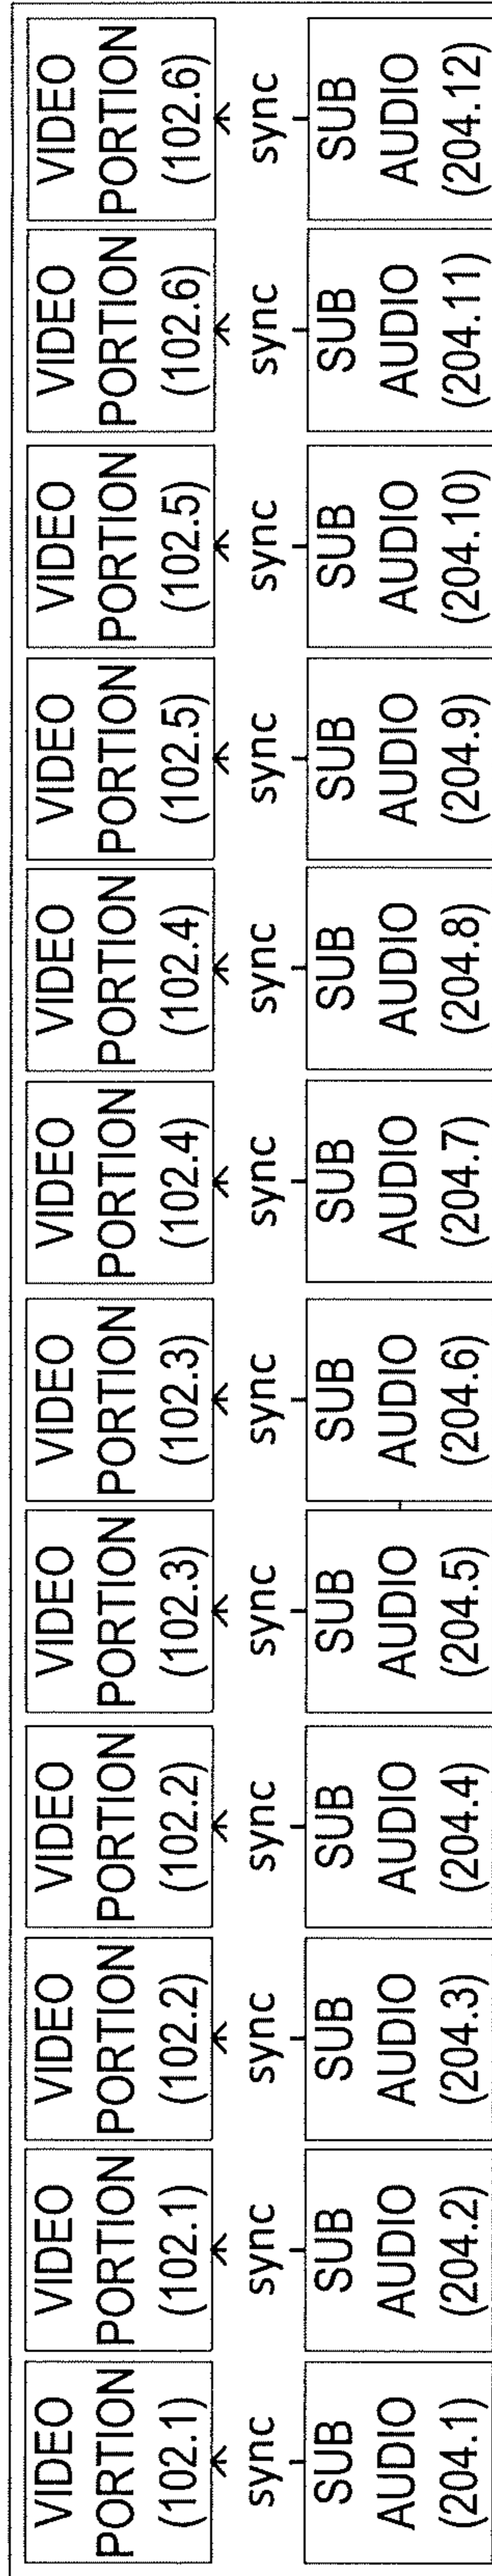 VIDEO
PORTION
(102.1)
sync
SUB
AUDIO
(204.1)
VIDEO
PORTION
(102.1)
sync
SUB
AUDIO
(204.2)
VIDEO
PORTION
(102.2)
sync
SUB
AUDIO
(204.3)
VIDEO
PORTION
(102.2)
sync
SUB
AUDIO
(204.4)
VIDEO
PORTION
(102.3)
sync
SUB
AUDIO
(204.5)
VIDEO
PORTION
(102.3)
sync
SUB
AUDIO
(204.6)
VIDEO
PORTION
(102.4)
sync
SUB
AUDIO
(204.7)
VIDEO
PORTION
(102.4)
sync
SUB
AUDIO
(204.8)
VIDEO
PORTION
(102.5)
sync
SUB
AUDIO
(204.9)
VIDEO
PORTION
(102.5)
sync
SUB
AUDIO
(204.10)
VIDEO
PORTION
(102.6)
sync
SUB
AUDIO
(204.11)
VIDEO
PORTION
(102.6)
sync
SUB
AUDIO
(204.12)